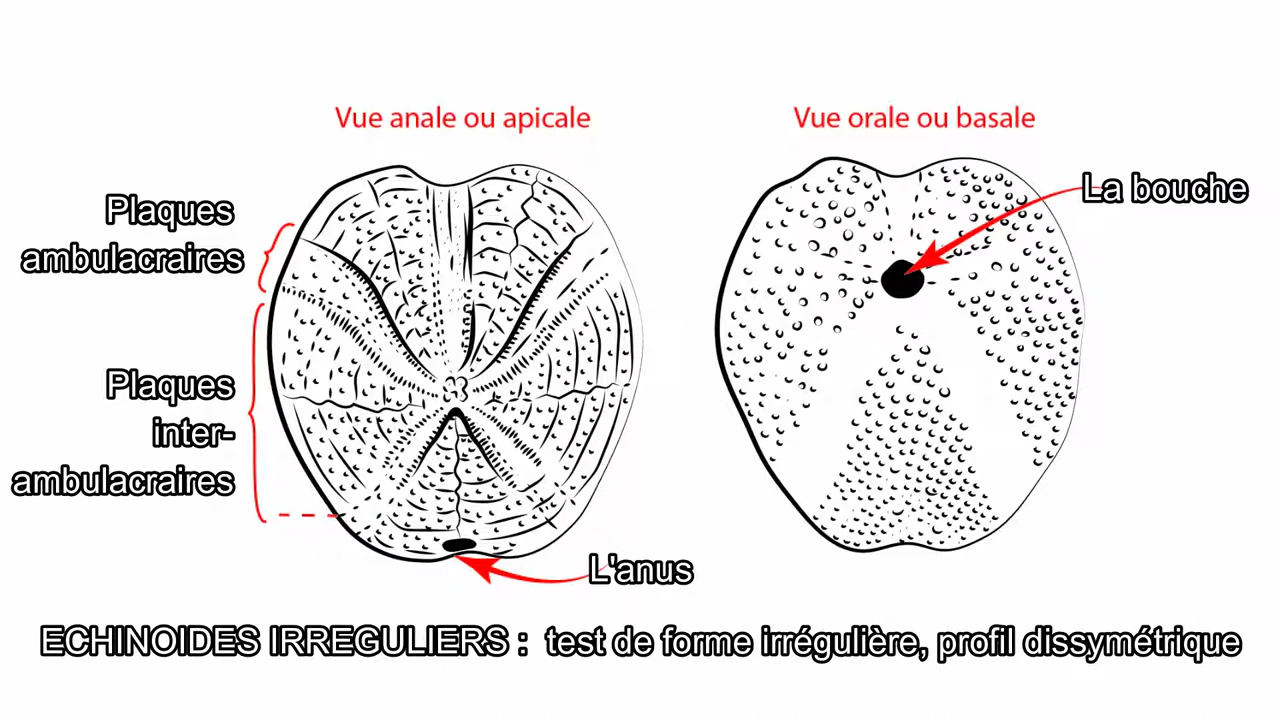 Vue anale ou apicale
Vue orale ou basale
Plaques
ambulacraires
La bouche
Plaques
inter-
ambulacraires
L'anus
ECHINOIDES IRREGULIERS : test de forme irrégulière, profil dissymétrique